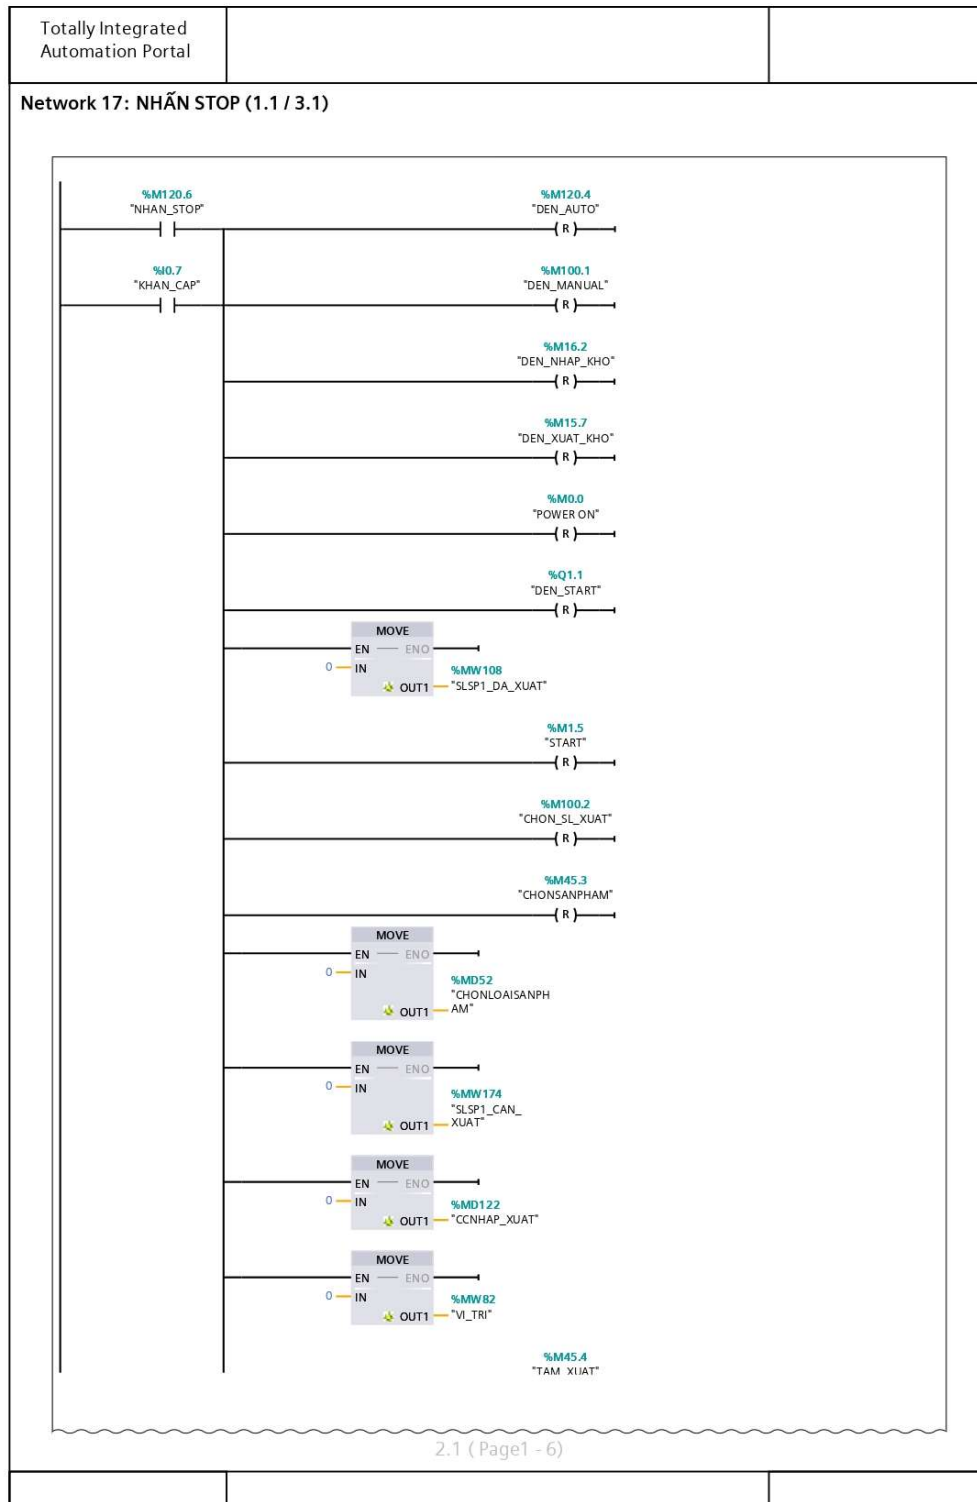 Totally Integrated
Automation Portal
Network 17: NHẤN STOP (1.1 / 3.1)
%M120.6
"NHAN_STOP"
%M120.4
"DEN_AUTO"
R
%I0.7
"KHAN_CAP"
%M100.1
"DEN_MANUAL"
R
%M16.2
"DEN_NHAP_KHO"
R
%M15.7
"DEN_XUAT_KHO"
R
%M0.0
"POWER ON"
R
%Q1.1
"DEN_START"
R
MOVE
EN ENO
0 IN
%MW108
OUT1 "SLSP1_DA_XUAT"
%M1.5
"START"
R
%M100.2
"CHON_SL_XUAT"
R
%M45.3
"CHONSANPHAM"
R
MOVE
EN ENO
0 IN
%MD52
"CHONLOAISANPH
OUT1 AM"
MOVE
EN ENO
0 IN
%MW174
"SLSP1_CAN_
OUT1 XUAT"
MOVE
EN ENO
0 IN
%MD122
OUT1 "CCNHAP_XUAT"
MOVE
EN ENO
0 IN
%MW82
OUT1 "VI_TRI"
%M45.4
"TAM_XUAT"
2.1 ( Page1 - 6)